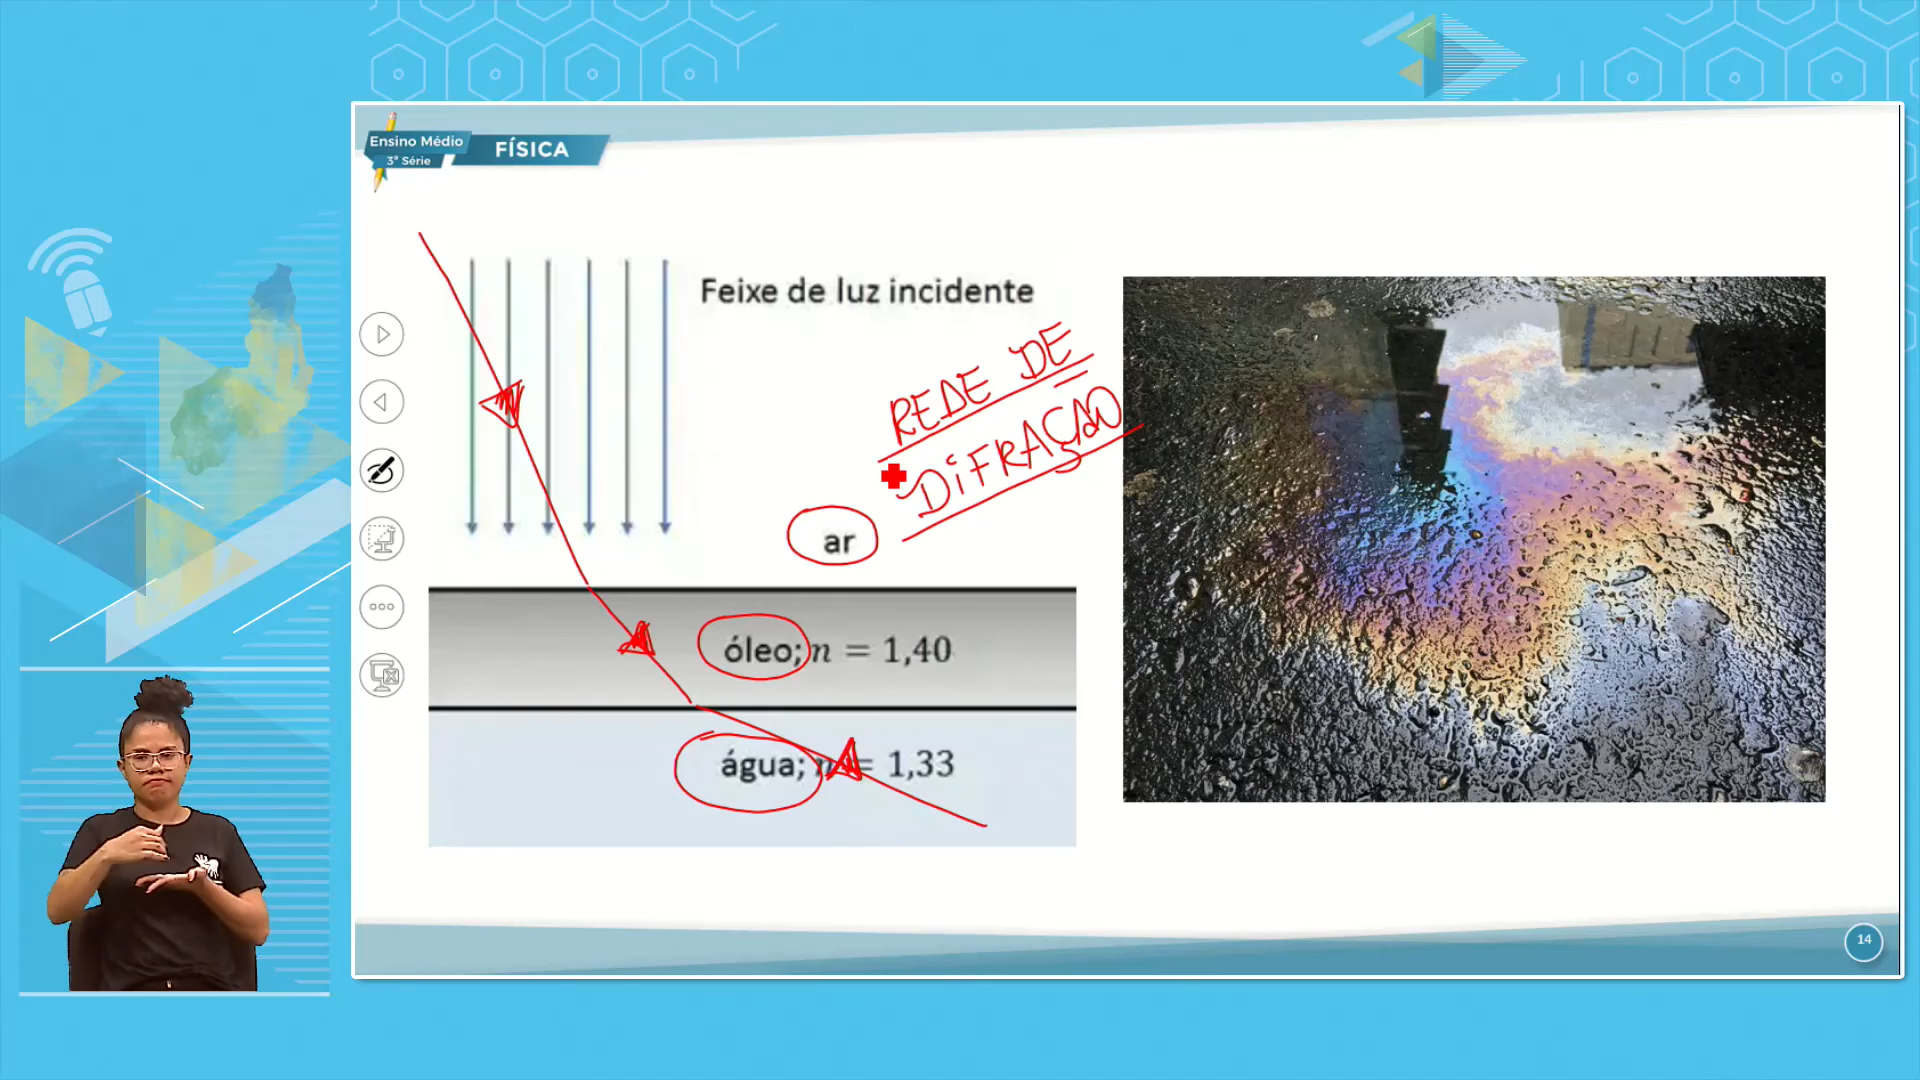 Ensino Médio
3ª Série
FÍSICA
Feixe de luz incidente
REDE DE
DIFRAÇÃO
ar
óleo; n = 1,40
água; n = 1,33
14